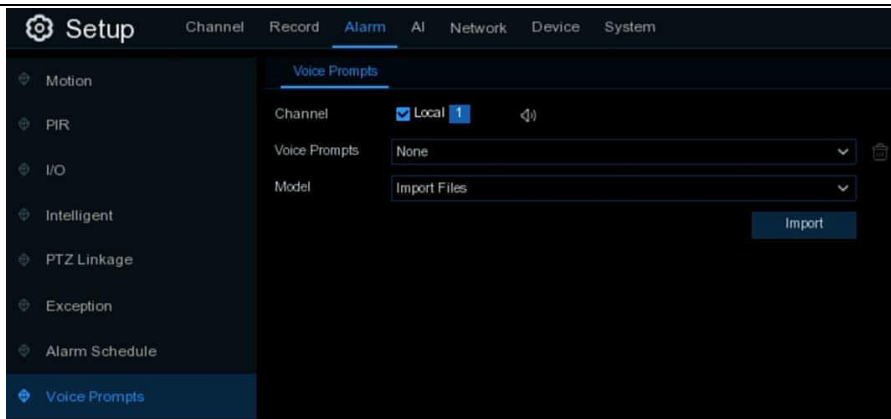 Setup Channel Record Alarm AI Network Device System
Motion
PIR
I/O
Intelligent
PTZ Linkage
Exception
Alarm Schedule
Voice Prompts
Voice Prompts
Channel Local 1
Voice Prompts None
Model Import Files
Import